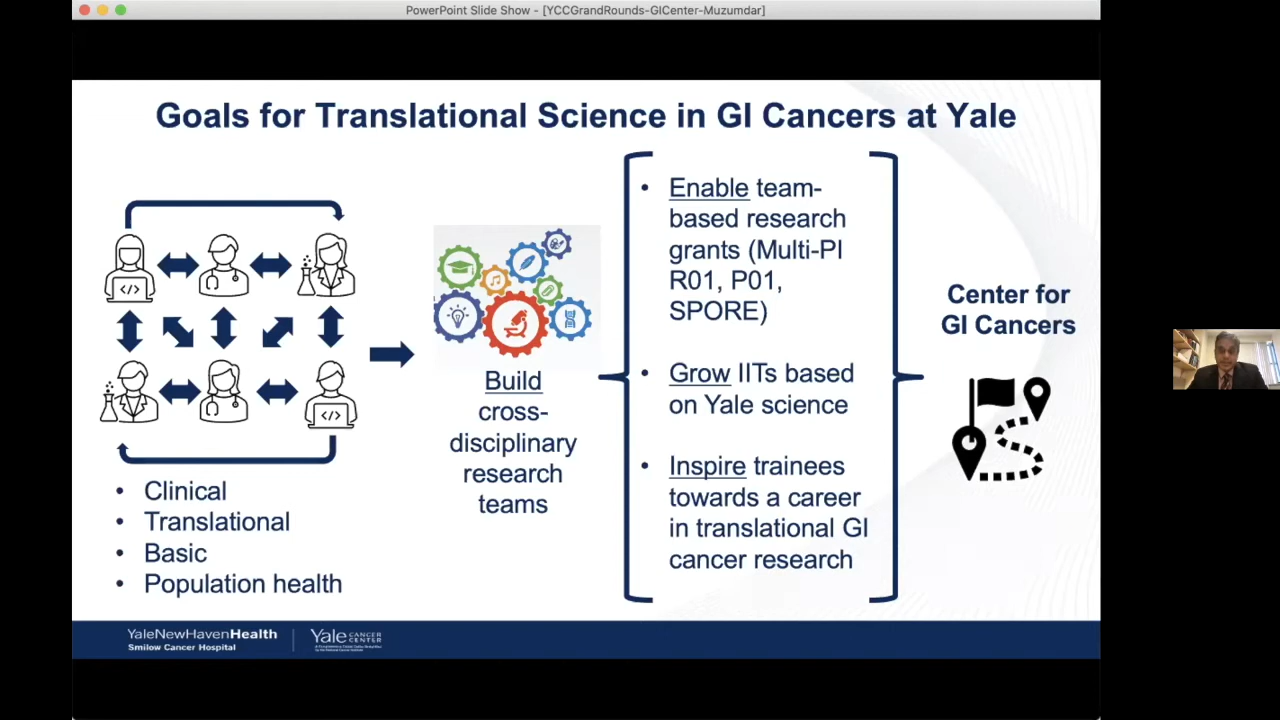 PowerPoint Slide Show - [YCCGrandRounds-GICenter-Muzumdar]
Goals for Translational Science in GI Cancers at Yale
</>
</>
</>
• Clinical
• Translational
• Basic
• Population health
Build
cross-
disciplinary
research
teams
• Enable team-
based research
grants (Multi-PI
R01, P01,
SPORE)
• Grow IITs based
on Yale science
• Inspire trainees
towards a career
in translational GI
cancer research
Center for
GI Cancers
YaleNewHavenHealth
Smilow Cancer Hospital
Yale CANCER
CENTER